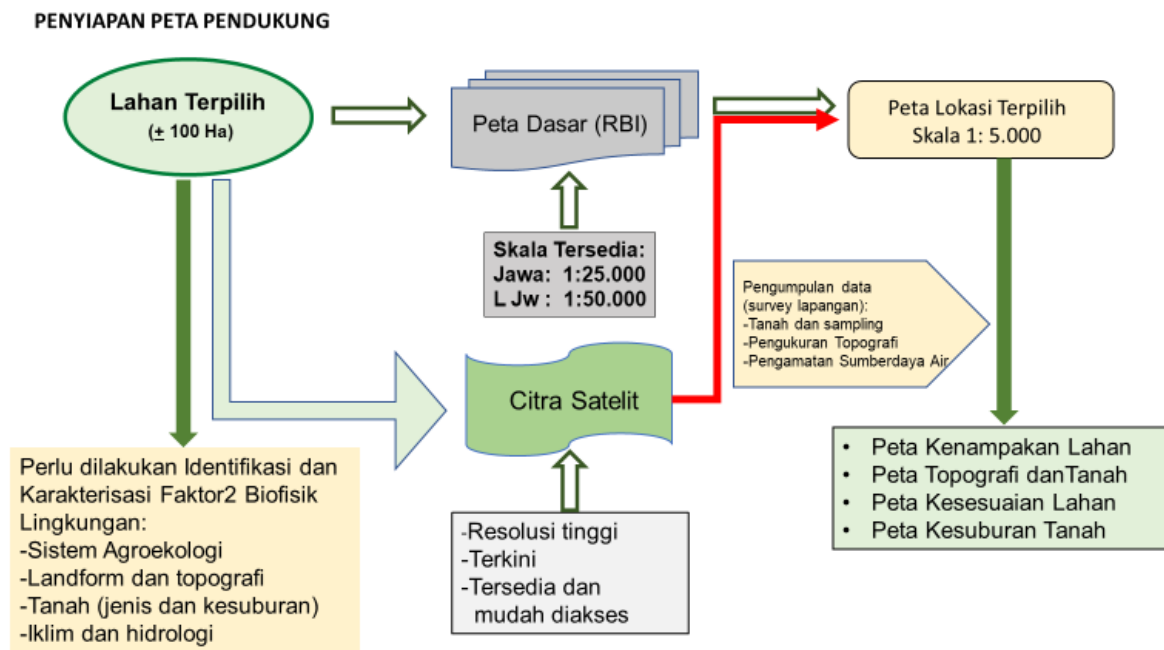 PENYIAPAN PETA PENDUKUNG
Lahan Terpilih
(± 100 Ha)
Peta Dasar (RBI)
Peta Lokasi Terpilih
Skala 1: 5.000
Skala Tersedia:
Jawa: 1:25.000
L Jw : 1:50.000
Pengumpulan data
(survey lapangan):
-Tanah dan sampling
-Pengukuran Topografi
-Pengamatan Sumberdaya Air
Citra Satelit
Perlu dilakukan Identifikasi dan
Karakterisasi Faktor2 Biofisik
Lingkungan:
-Sistem Agroekologi
-Landform dan topografi
-Tanah (jenis dan kesuburan)
-Iklim dan hidrologi
-Resolusi tinggi
-Terkini
-Tersedia dan
mudah diakses
• Peta Kenampakan Lahan
• Peta Topografi danTanah
• Peta Kesesuaian Lahan
• Peta Kesuburan Tanah